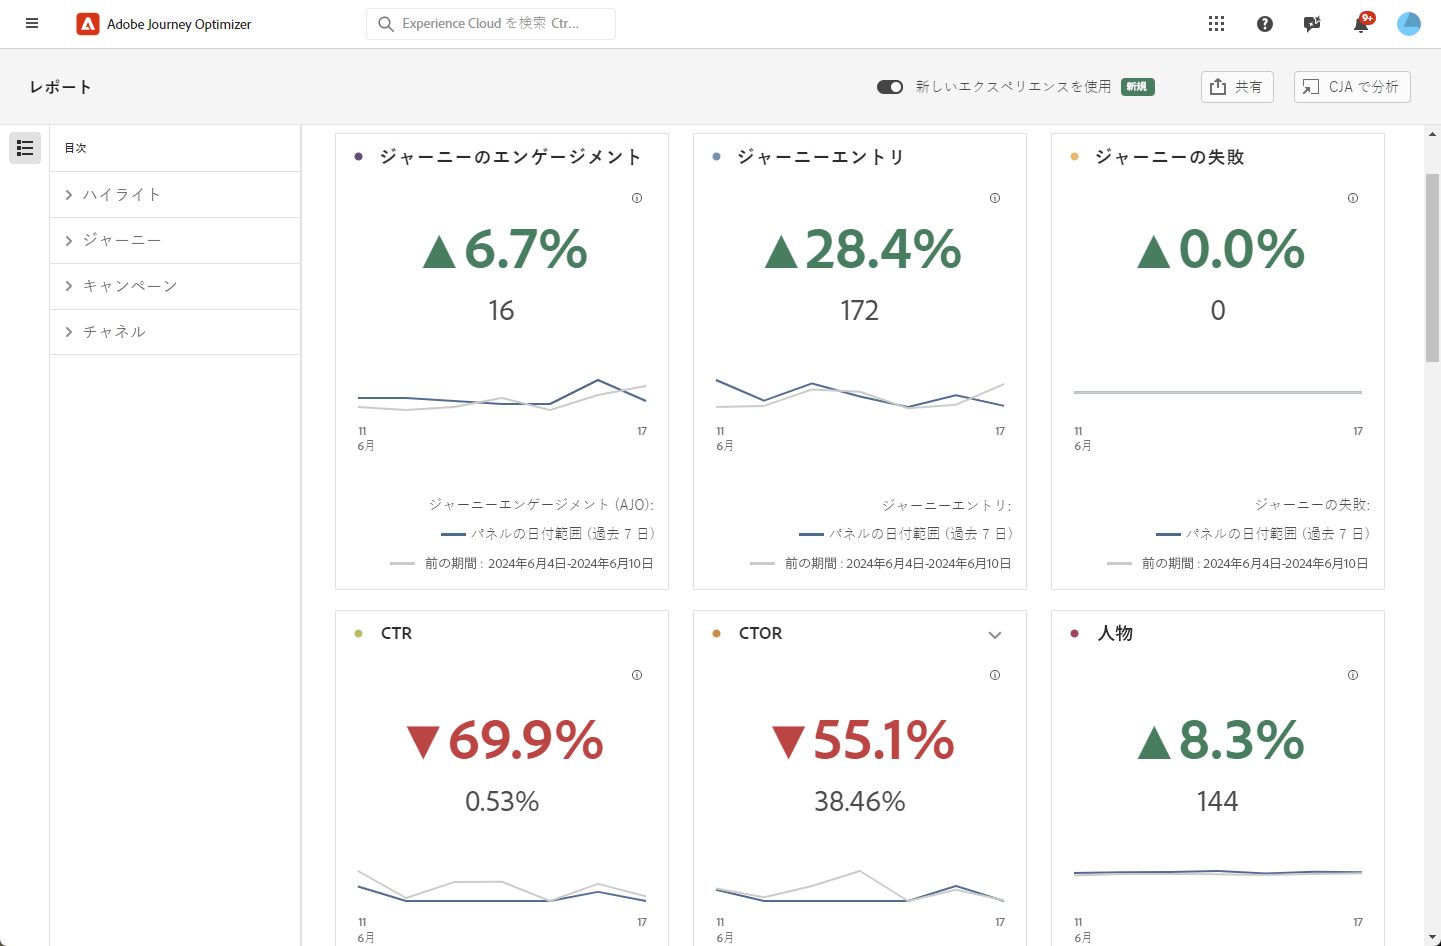 Adobe Journey Optimizer
Experience Cloud を検索 Ctr...
9+
レポート
新しいエクスペリエンスを使用
新規
共有
CJA で分析
目次
ハイライト
ジャーニー
キャンペーン
チャネル
ジャーニーのエンゲージメント
▲6.7%
16
11
6月
17
ジャーニーエンゲージメント (AJO):
パネルの日付範囲 (過去 7 日)
前の期間 : 2024年6月4日-2024年6月10日
ジャーニーエントリ
▲28.4%
172
11
6月
17
ジャーニーエントリ:
パネルの日付範囲 (過去 7 日)
前の期間 : 2024年6月4日-2024年6月10日
ジャーニーの失敗
▲0.0%
0
11
6月
17
ジャーニーの失敗:
パネルの日付範囲 (過去 7 日)
前の期間 : 2024年6月4日-2024年6月10日
CTR
▼69.9%
0.53%
11
6月
17
CTOR
▼55.1%
38.46%
11
6月
17
人物
▲8.3%
144
11
6月
17